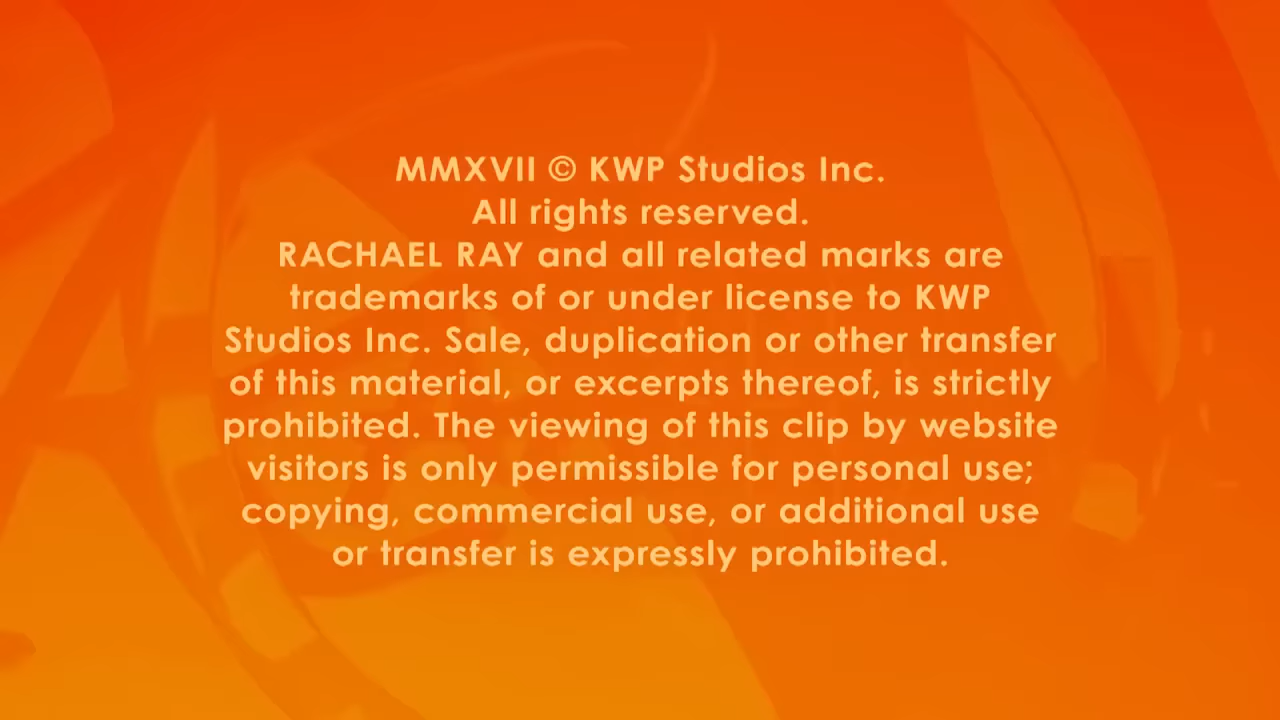 MMXVII © KWP Studios Inc.
All rights reserved.
RACHAEL RAY and all related marks are
trademarks of or under license to KWP
Studios Inc. Sale, duplication or other transfer
of this material, or excerpts thereof, is strictly
prohibited. The viewing of this clip by website
visitors is only permissible for personal use;
copying, commercial use, or additional use
or transfer is expressly prohibited.